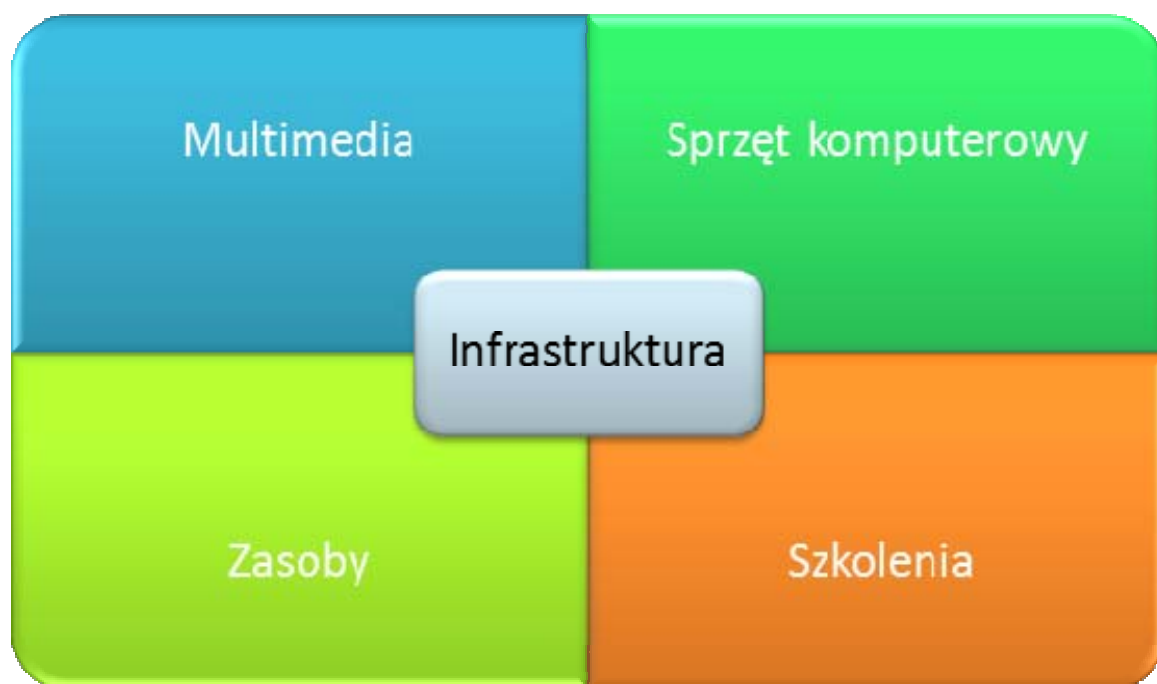 Multimedia
Sprzęt komputerowy
Infrastruktura
Zasoby
Szkolenia